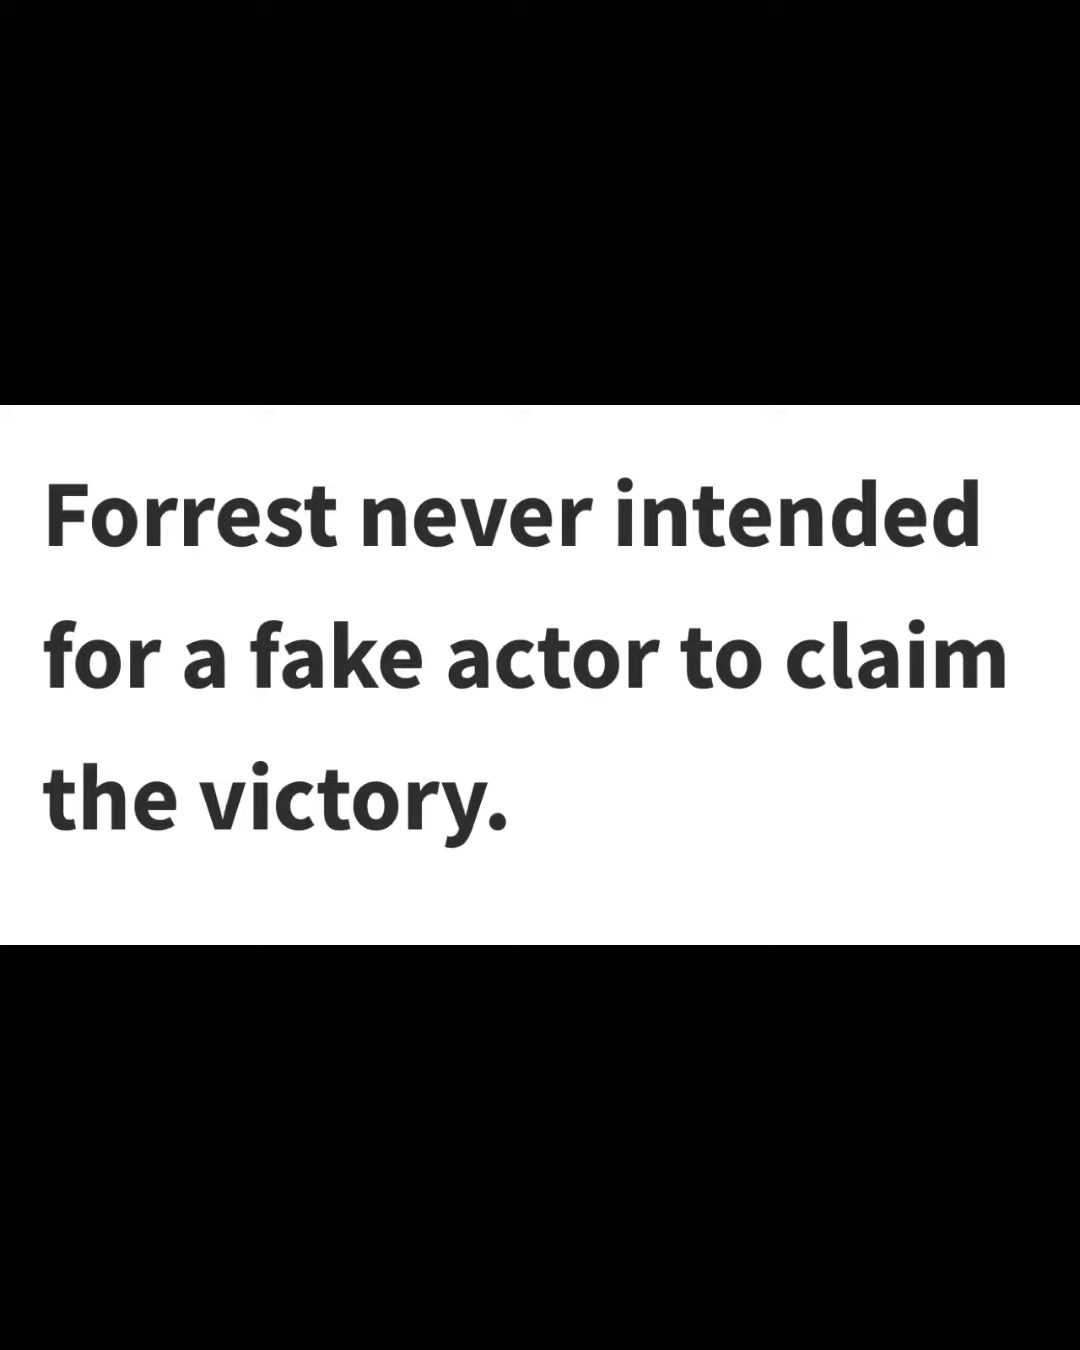 Forrest never intended
for a fake actor to claim
the victory.